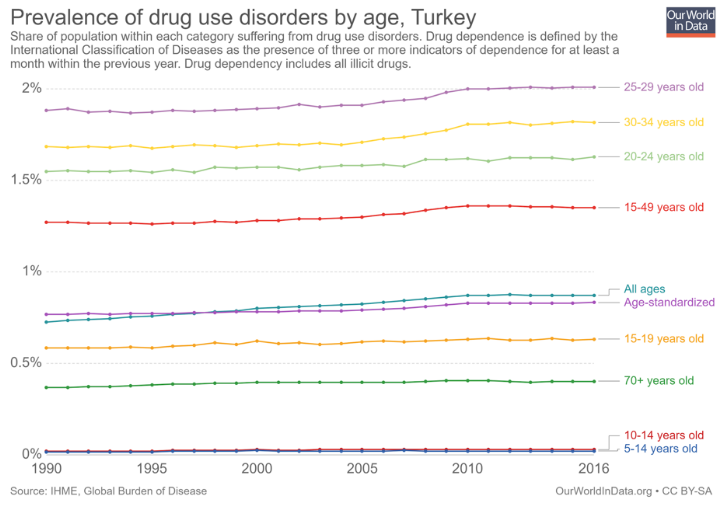 Prevalence of drug use disorders by age, Turkey
Our World
in Data
Share of population within each category suffering from drug use disorders. Drug dependence is defined by the
International Classification of Diseases as the presence of three or more indicators of dependence for at least a
month within the previous year. Drug dependency includes all illicit drugs.
2%
25-29 years old
30-34 years old
20-24 years old
1.5%
15-49 years old
1%
All ages
Age-standardized
15-19 years old
0.5%
70+ years old
10-14 years old
5-14 years old
0%
1990 1995 2000 2005 2010 2016
Source: IHME, Global Burden of Disease
OurWorldInData.org • CC BY-SA